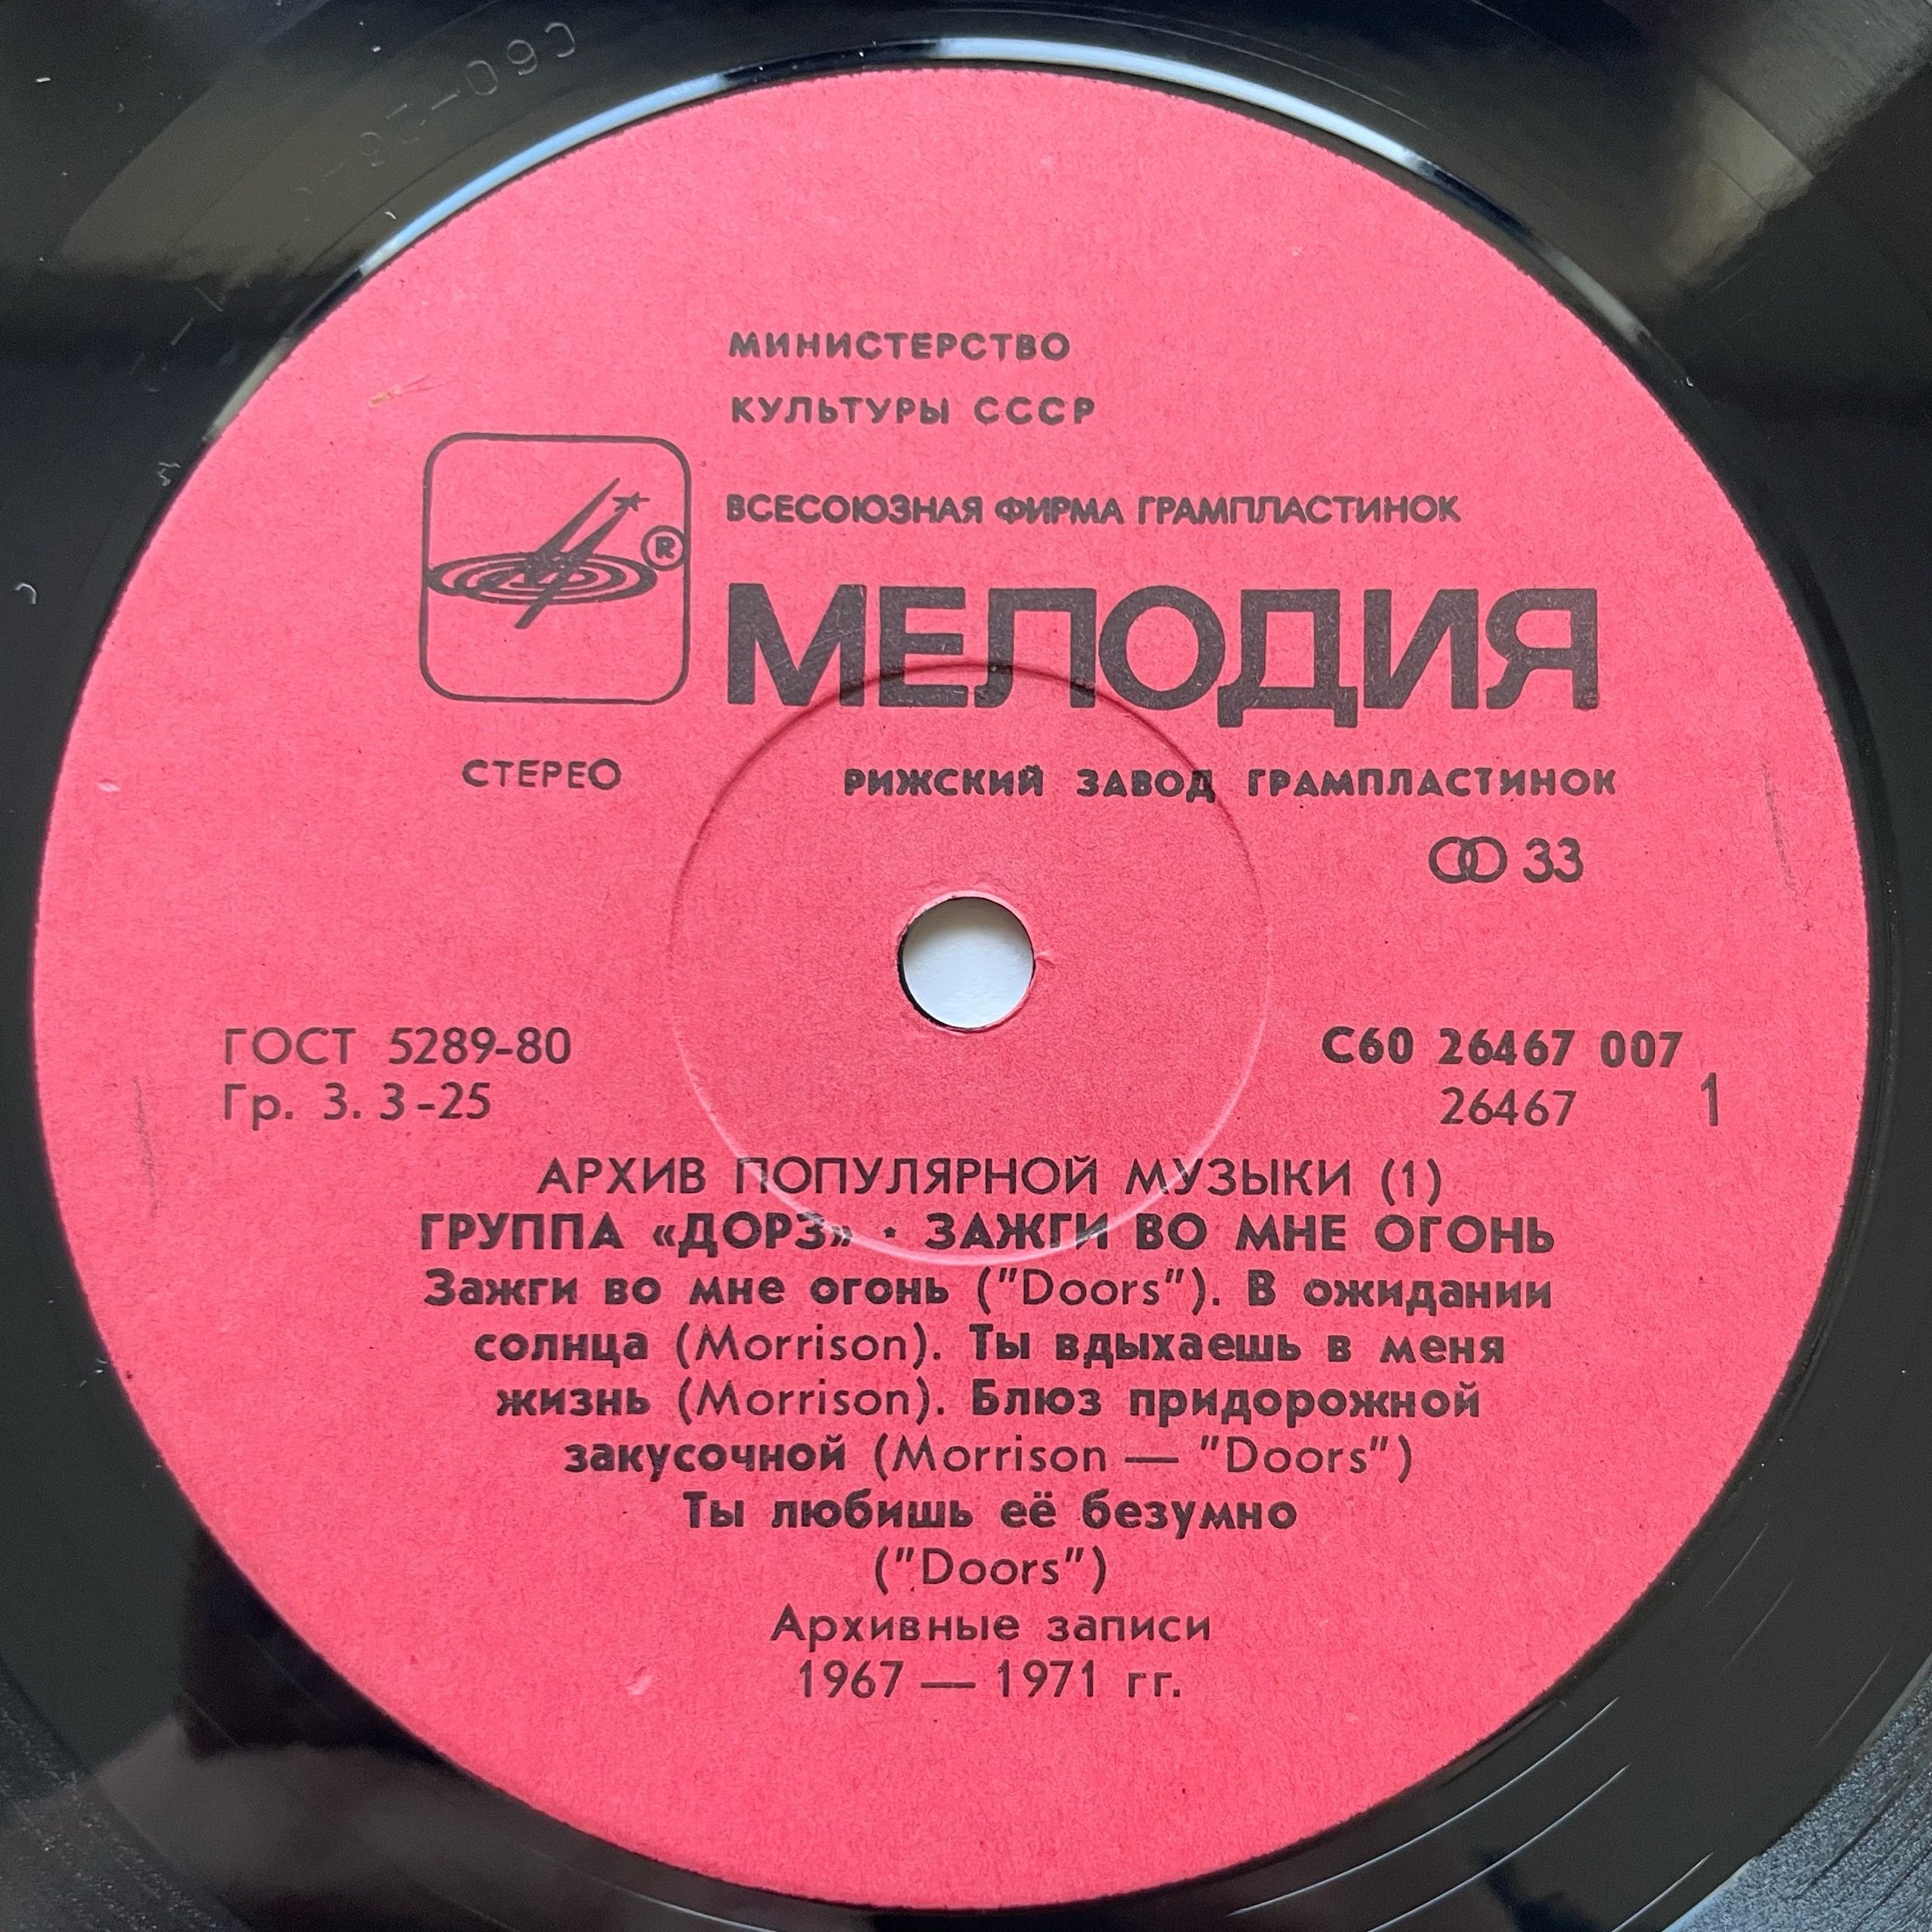 МИНИСТЕРСТВО
КУЛЬТУРЫ СССР
ВСЕСОЮЗНАЯ ФИРМА ГРАМПЛАСТИНОК
®
МЕЛОДИЯ
СТЕРЕО
РИЖСКИЙ ЗАВОД ГРАМПЛАСТИНОК
33
ГОСТ 5289-80
С60 26467 007
Гр. 3. 3-25
26467 1
АРХИВ ПОПУЛЯРНОЙ МУЗЫКИ (1)
ГРУППА «ДОРЗ» · ЗАЖГИ ВО МНЕ ОГОНЬ
Зажги во мне огонь ("Doors"). В ожидании
солнца (Morrison). Ты вдыхаешь в меня
жизнь (Morrison). Блюз придорожной
закусочной (Morrison — "Doors")
Ты любишь её безумно
("Doors")
Архивные записи
1967 — 1971 гг.